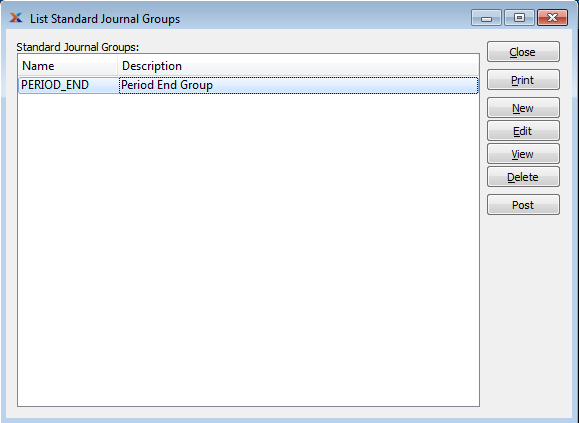 List Standard Journal Groups
Standard Journal Groups:
Name Description
PERIOD_END Period End Group
Close
Print
New
Edit
View
Delete
Post